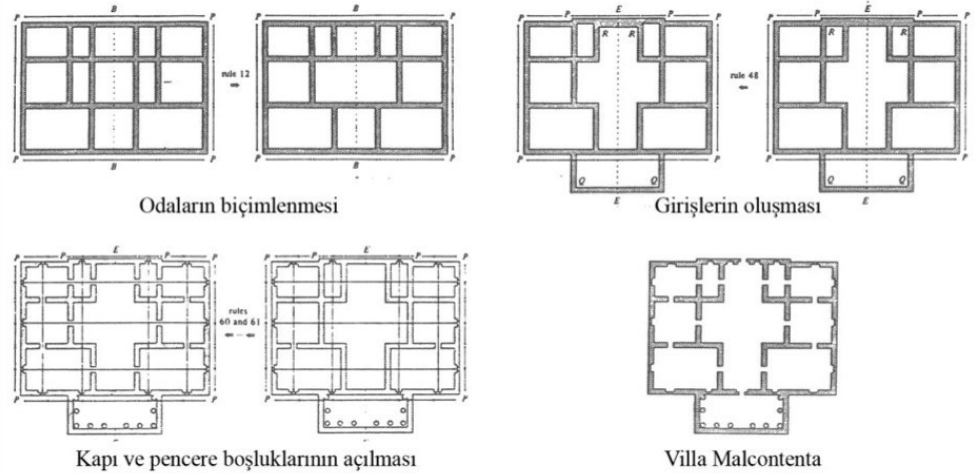 B E E
P P P P P P P P P P
R R R R
rule 12
⇒
rule 48
⇐
P P P P P P P P
B B
Q Q Q Q
E E
Odaların biçimlenmesi
Girişlerin oluşması
E E
P P P P P P P P
rules
60 and 61
⇐ – ⇐
P P P P
Kapı ve pencere boşluklarının açılması
Villa Malcontenta